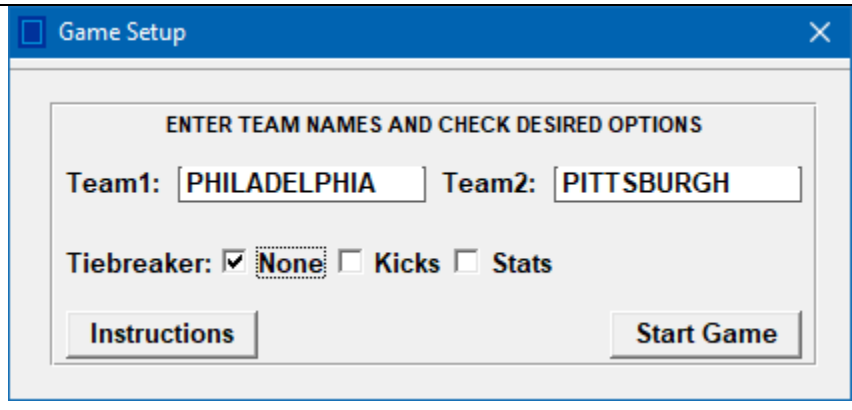 Game Setup
ENTER TEAM NAMES AND CHECK DESIRED OPTIONS
Team1: PHILADELPHIA Team2: PITTSBURGH
Tiebreaker: None Kicks Stats
Instructions Start Game